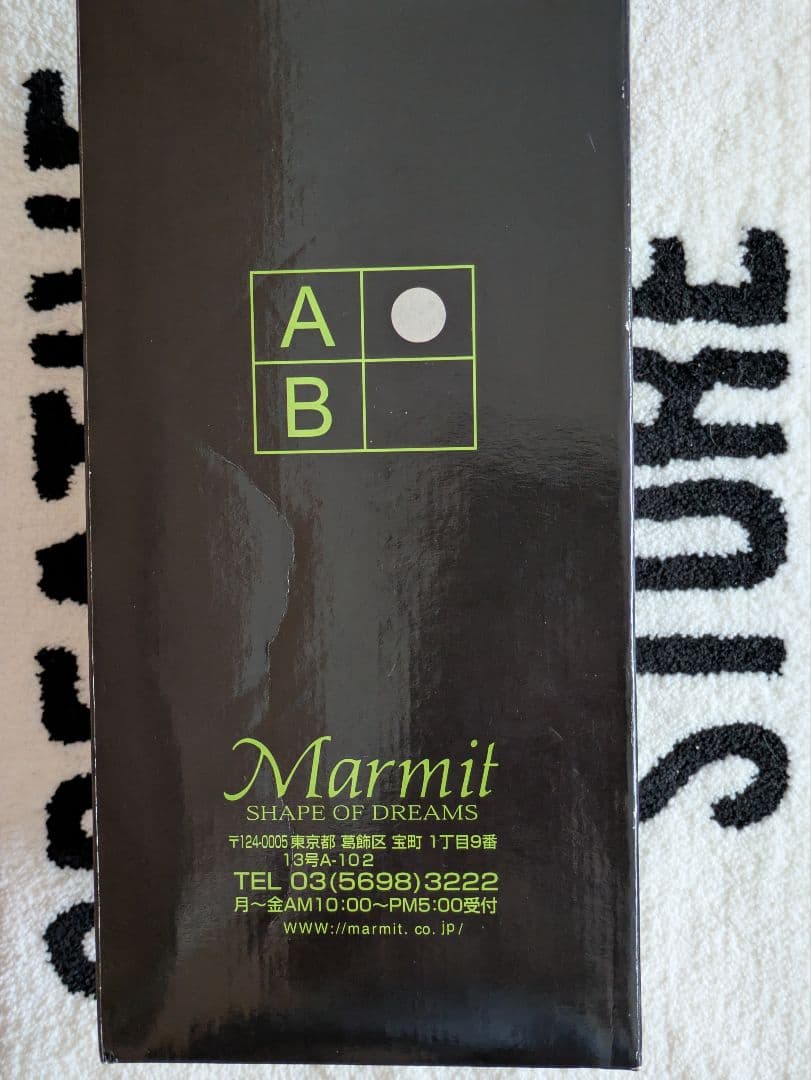 A
B
Marmit
SHAPE OF DREAMS
〒124-0005 東京都 葛飾区 宝町 1丁目9番
13号A-102
TEL 03(5698)3222
月〜金AM10:00〜PM5:00受付
WWW://marmit.co.jp/
STORE